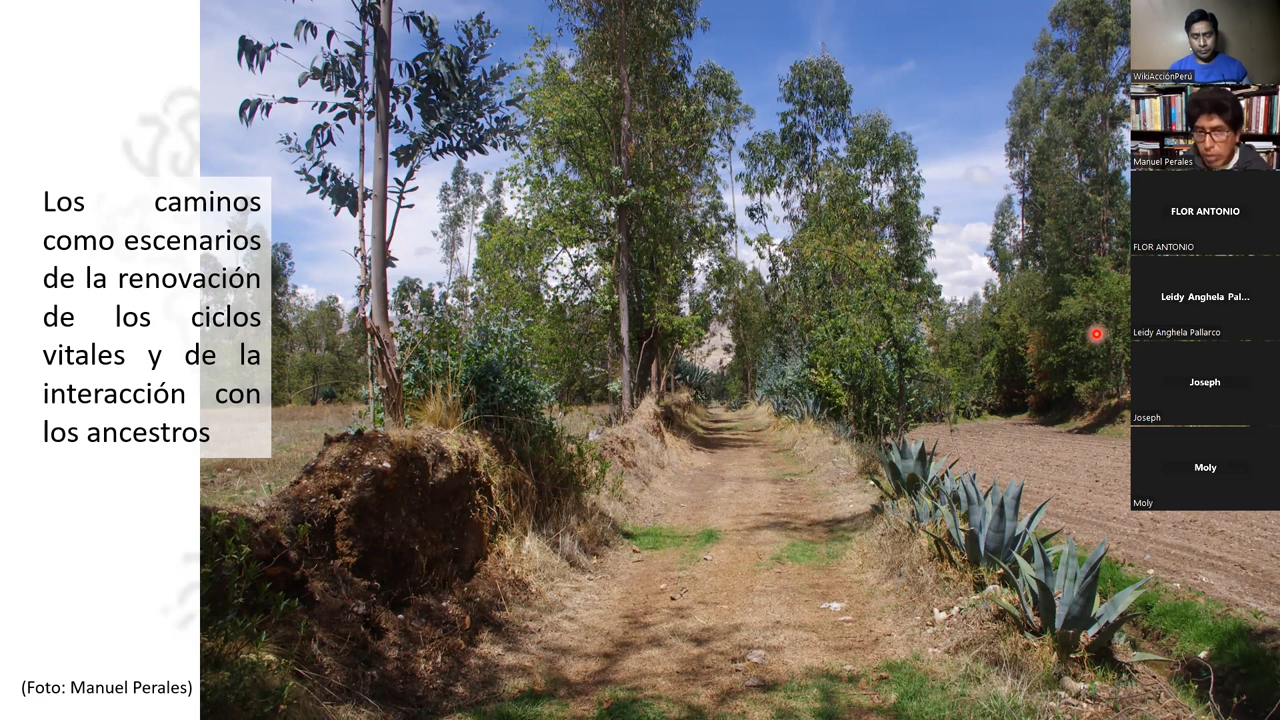 Los caminos
como escenarios
de la renovación
de los ciclos
vitales y de la
interacción con
los ancestros
(Foto: Manuel Perales)
WikiAcciónPerú
Manuel Perales
FLOR ANTONIO
FLOR ANTONIO
Leidy Anghela Pal...
Leidy Anghela Pallarco
Joseph
Joseph
Moly
Moly